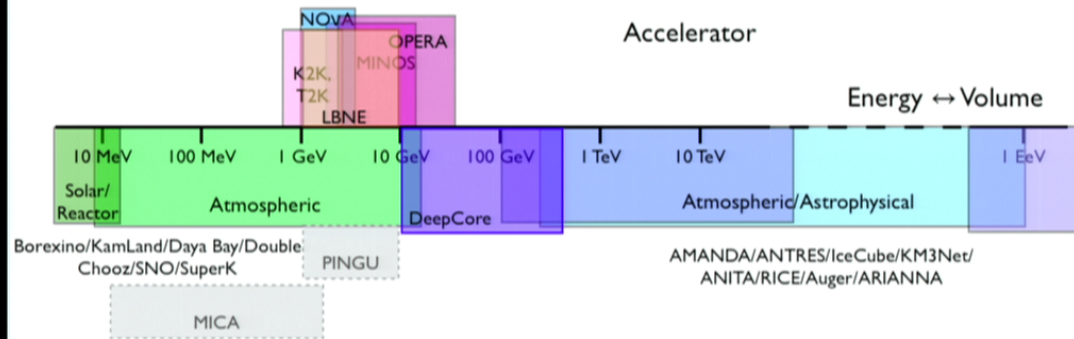 NOvA
Accelerator
OPERA
MINOS
K2K,
T2K
LBNE
Energy ↔ Volume
10 MeV 100 MeV 1 GeV 10 GeV 100 GeV 1 TeV 10 TeV 1 EeV
Solar/
Reactor
Atmospheric
DeepCore
Atmospheric/Astrophysical
Borexino/KamLand/Daya Bay/Double
Chooz/SNO/SuperK
PINGU
AMANDA/ANTRES/IceCube/KM3Net/
ANITA/RICE/Auger/ARIANNA
MICA